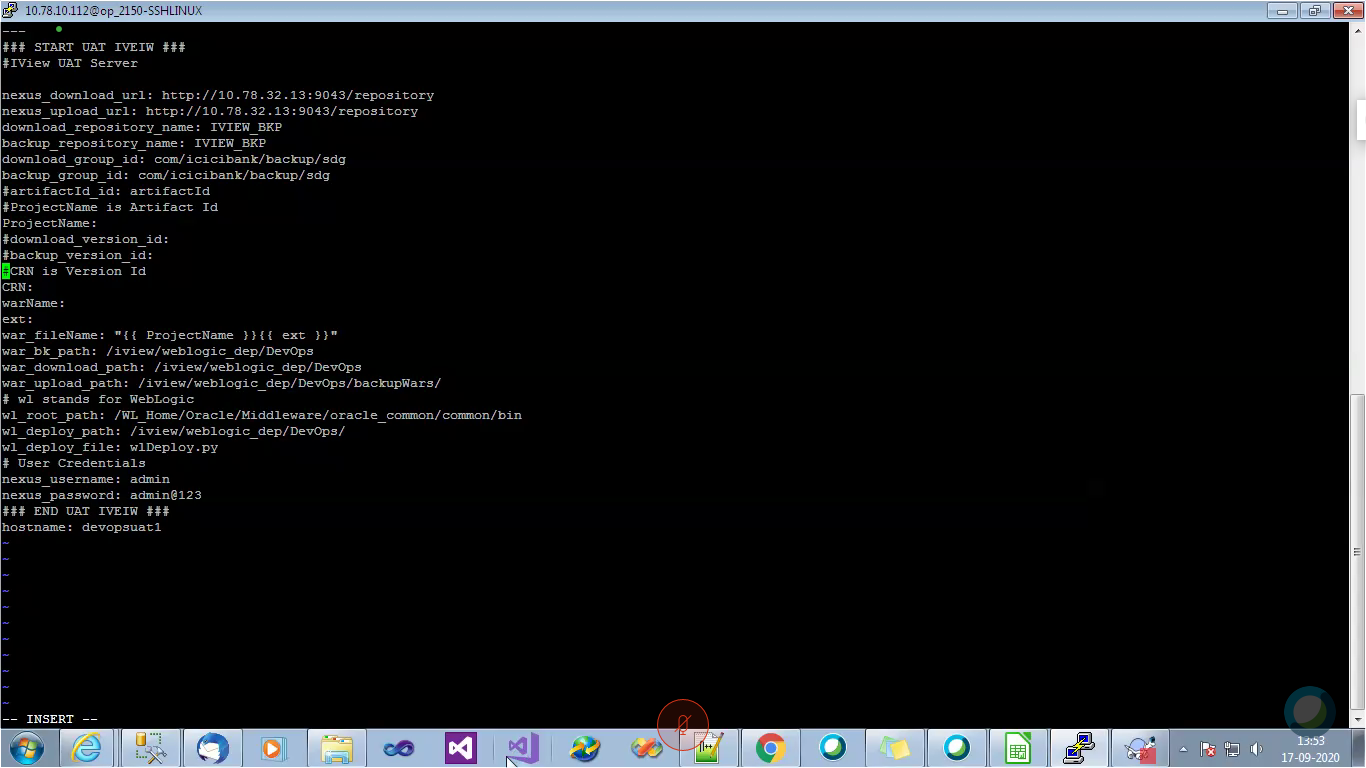 10.78.10.112@op_2150-SSHLINUX
---
### START UAT IVEIW ###
#IView UAT Server
nexus_download_url: http://10.78.32.13:9043/repository
nexus_upload_url: http://10.78.32.13:9043/repository
download_repository_name: IVIEW_BKP
backup_repository_name: IVIEW_BKP
download_group_id: com/icicibank/backup/sdg
backup_group_id: com/icicibank/backup/sdg
#artifactId_id: artifactId
#ProjectName is Artifact Id
ProjectName:
#download_version_id:
#backup_version_id:
#CRN is Version Id
CRN:
warName:
ext:
war_fileName: "{{ ProjectName }}{{ ext }}"
war_bk_path: /iview/weblogic_dep/DevOps
war_download_path: /iview/weblogic_dep/DevOps
war_upload_path: /iview/weblogic_dep/DevOps/backupWars/
# wl stands for WebLogic
wl_root_path: /WL_Home/Oracle/Middleware/oracle_common/common/bin
wl_deploy_path: /iview/weblogic_dep/DevOps/
wl_deploy_file: wlDeploy.py
# User Credentials
nexus_username: admin
nexus_password: admin@123
### END UAT IVEIW ###
hostname: devopsuat1
~
~
~
~
~
~
~
~
~
~
~
-- INSERT --
13:53
17-09-2020